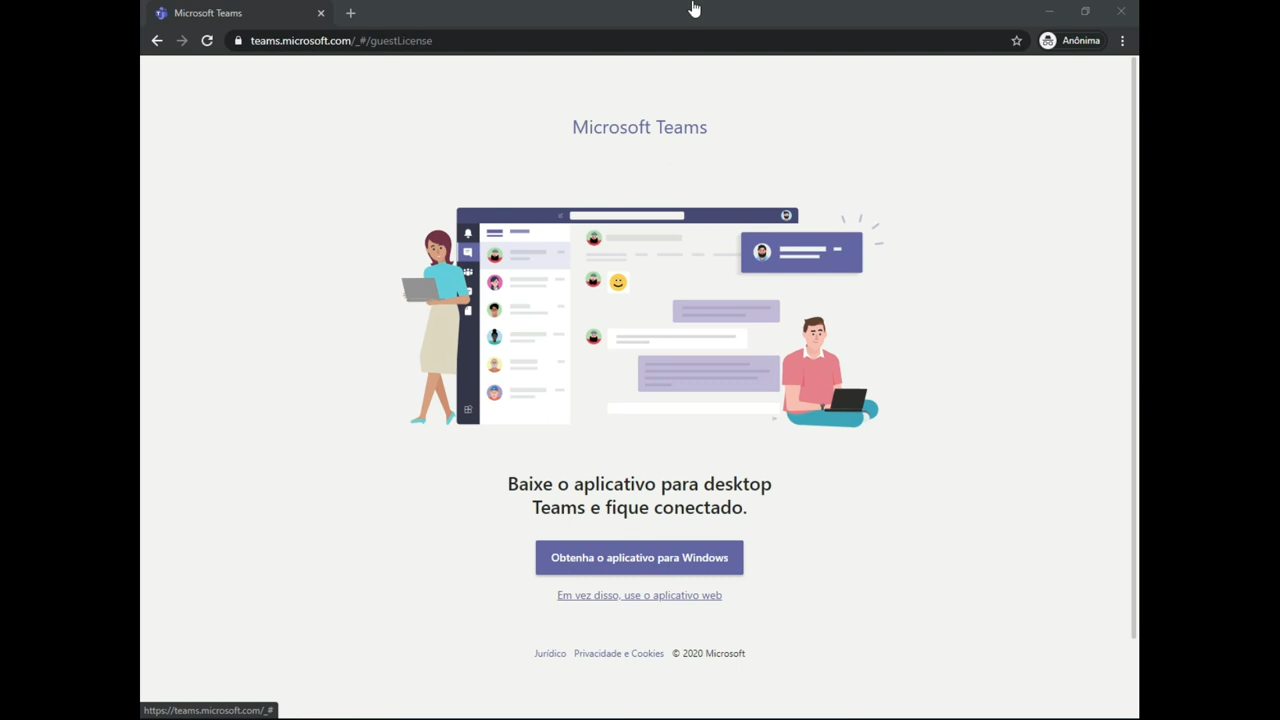 Microsoft Teams
teams.microsoft.com/_#/guestLicense
Anônima
Microsoft Teams
Baixe o aplicativo para desktop
Teams e fique conectado.
Obtenha o aplicativo para Windows
Em vez disso, use o aplicativo web
Jurídico Privacidade e Cookies © 2020 Microsoft
https://teams.microsoft.com/_#